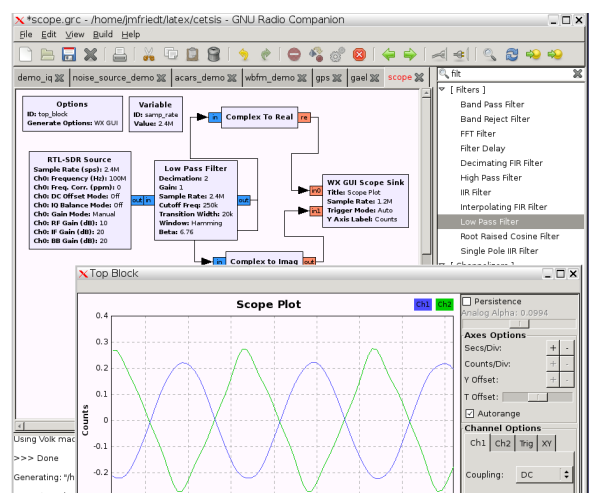 *scope.grc - /home/jmfriedt/latex/cetsis - GNU Radio Companion
File Edit View Build Help
demo_iq noise_source_demo acars_demo wbfm_demo gps gael scope
filt
Options
ID: top_block
Generate Options: WX GUI
Variable
ID: samp_rate
Value: 2.4M
in Complex To Real re
RTL-SDR Source
Sample Rate (sps): 2.4M
Ch0: Frequency (Hz): 100M
Ch0: Freq. Corr. (ppm): 0
Ch0: DC Offset Mode: Off
Ch0: IQ Balance Mode: Off
Ch0: Gain Mode: Manual
Ch0: RF Gain (dB): 10
Ch0: IF Gain (dB): 20
Ch0: BB Gain (dB): 20
out
in
Low Pass Filter
Decimation: 2
Gain: 1
Sample Rate: 2.4M
Cutoff Freq: 250k
Transition Width: 20k
Window: Hamming
Beta: 6.76
out
in0
in1
WX GUI Scope Sink
Title: Scope Plot
Sample Rate: 1.2M
Trigger Mode: Auto
Y Axis Label: Counts
in Complex to Imag out
[ Filters ]
Band Pass Filter
Band Reject Filter
FFT Filter
Filter Delay
Decimating FIR Filter
High Pass Filter
IIR Filter
Interpolating FIR Filter
Low Pass Filter
Root Raised Cosine Filter
Single Pole IIR Filter
Using Volk mac
>>> Done
Generating: "/h
Top Block
Scope Plot
Ch1 Ch2
Counts
0.4
0.3
0.2
0.1
0
-0.1
-0.2
Persistence
Analog Alpha: 0.0994
Axes Options
Secs/Div: + -
Counts/Div: + -
Y Offset: + -
T Offset:
Autorange
Channel Options
Ch1 Ch2 Trig XY
Coupling: DC